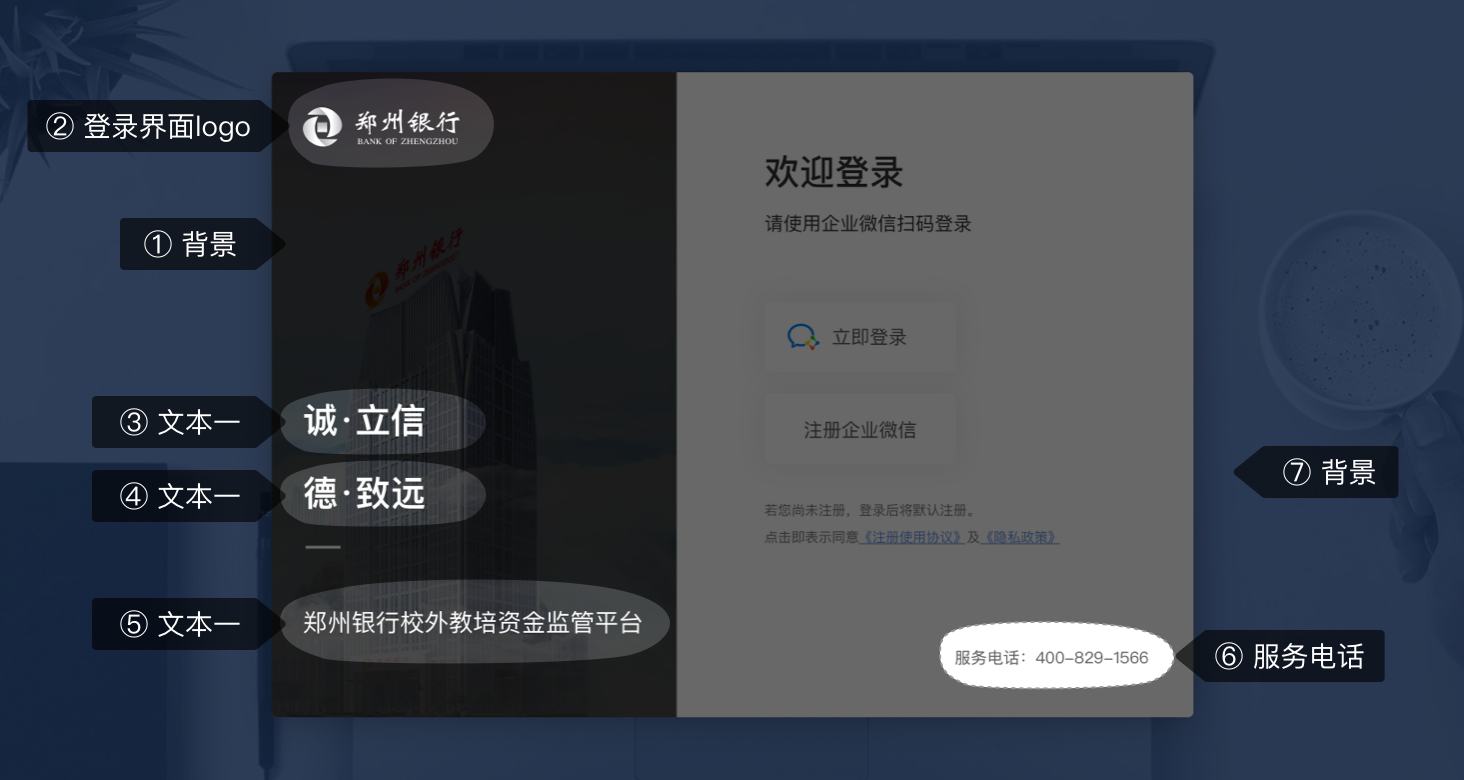 ② 登录界面logo
郑州银行
BANK OF ZHENGZHOU
① 背景
郑州银行
BANK OF ZHENGZHOU
③ 文本一
诚·立信
④ 文本一
德·致远
⑤ 文本一
郑州银行校外教培资金监管平台
欢迎登录
请使用企业微信扫码登录
立即登录
注册企业微信
若您尚未注册，登录后将默认注册。
点击即表示同意《注册使用协议》及《隐私政策》
服务电话：400-829-1566
⑥ 服务电话
⑦ 背景